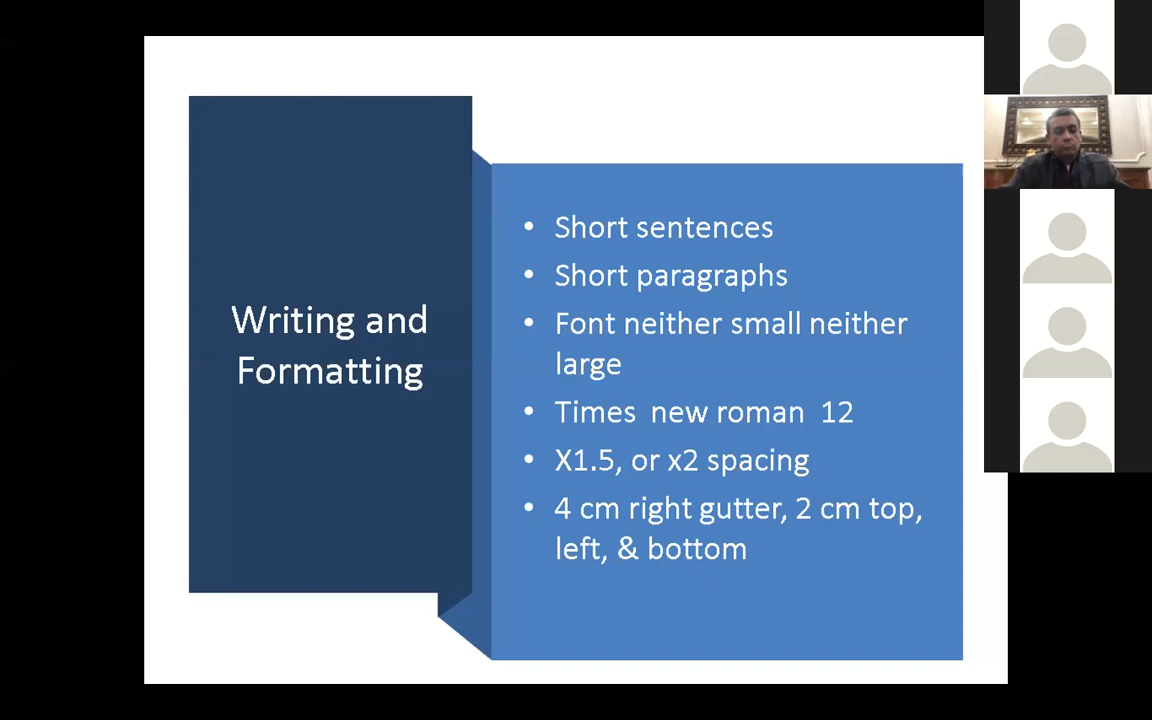 Writing and
Formatting
• Short sentences
• Short paragraphs
• Font neither small neither
large
• Times new roman 12
• X1.5, or x2 spacing
• 4 cm right gutter, 2 cm top,
left, & bottom